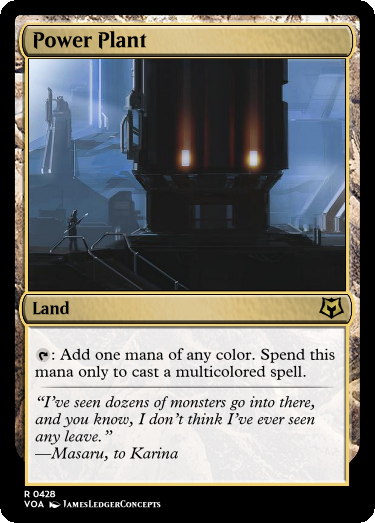 Power Plant
Land
: Add one mana of any color. Spend this
mana only to cast a multicolored spell.
“I’ve seen dozens of monsters go into there,
and you know, I don’t think I’ve ever seen
any leave.”
—Masaru, to Karina
R 0428
VOA JamesLedgerConcepts